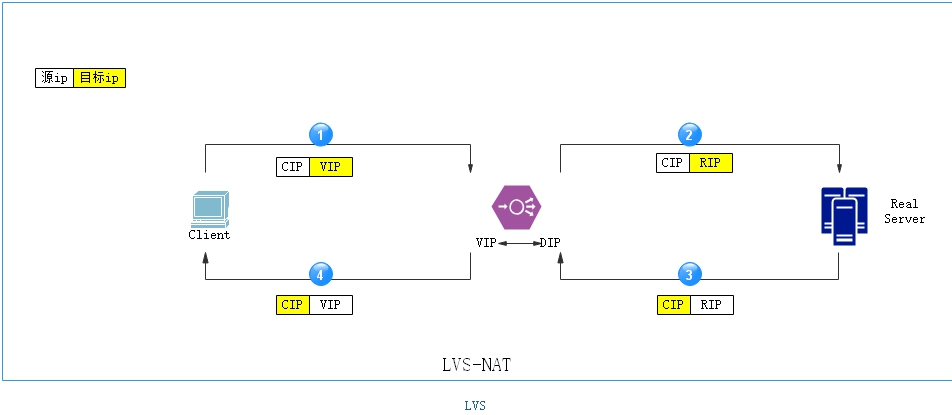 源ip 目标ip
1 2
CIP VIP CIP RIP
Client
VIP DIP
Real
Server
4 3
CIP VIP CIP RIP
LVS-NAT
LVS